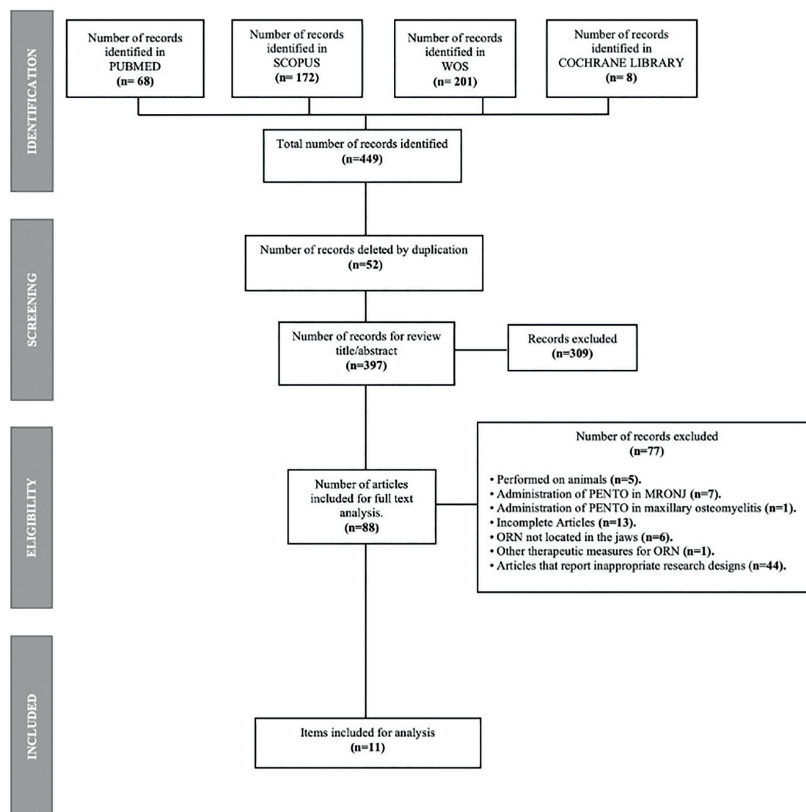 IDENTIFICATION
Number of records
identified in
PUBMED
(n= 68)
Number of records
identified in
SCOPUS
(n= 172)
Number of records
identified in
WOS
(n= 201)
Number of records
identified in
COCHRANE LIBRARY
(n= 8)
Total number of records identified
(n=449)
SCREENING
Number of records deleted by duplication
(n=52)
Number of records for review
title/abstract
(n=397)
Records excluded
(n=309)
ELIGIBILITY
Number of articles
included for full text
analysis.
(n=88)
Number of records excluded
(n=77)
• Performed on animals (n=5).
• Administration of PENTO in MRONJ (n=7).
• Administration of PENTO in maxillary osteomyelitis (n=1).
• Incomplete Articles (n=13).
• ORN not located in the jaws (n=6).
• Other therapeutic measures for ORN (n=1).
• Articles that report inappropriate research designs (n=44).
INCLUDED
Items included for analysis
(n=11)